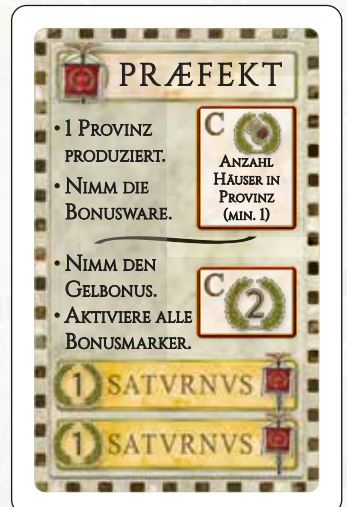 PRÆFEKT
• 1 PROVINZ
PRODUZIERT.
• NIMM DIE
BONUSWARE.
C
ANZAHL
HÄUSER IN
PROVINZ
(MIN. 1)
• NIMM DEN
GELBONUS.
• AKTIVIERE ALLE
BONUSMARKER.
C
2
1 SATVRNVS
1 SATVRNVS